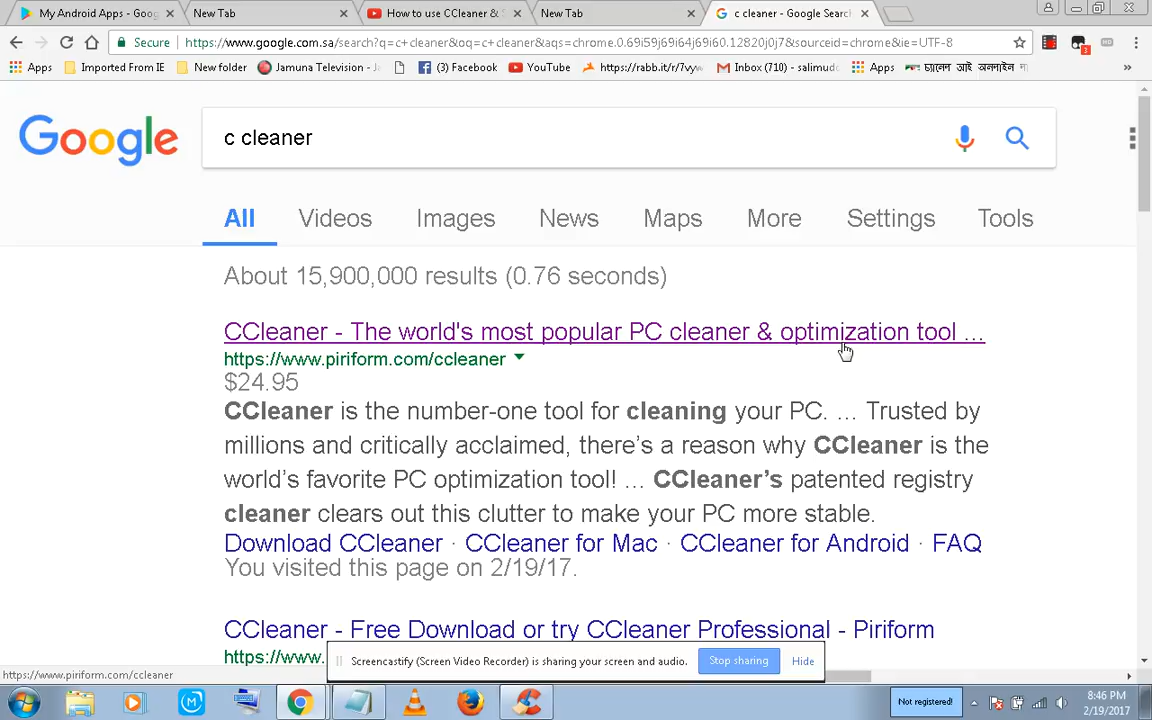 My Android Apps - Goog
New Tab
How to use CCleaner & S
New Tab
c cleaner - Google Search
Secure
https://www.google.com.sa/search?q=c+cleaner&oq=c+cleaner&aqs=chrome.0.69i59j69i64j69i60.12820j0j7&sourceid=chrome&ie=UTF-8
Apps
Imported From IE
New folder
Jamuna Television - J
(3) Facebook
YouTube
https://rabb.it/r/7vyw
Inbox (710) - salimud
Apps
চ্যানেল আই অনলাইন
Google
c cleaner
All
Videos
Images
News
Maps
More
Settings
Tools
About 15,900,000 results (0.76 seconds)
CCleaner - The world's most popular PC cleaner & optimization tool ...
https://www.piriform.com/ccleaner
$24.95
CCleaner is the number-one tool for cleaning your PC. ... Trusted by
millions and critically acclaimed, there's a reason why CCleaner is the
world's favorite PC optimization tool! ... CCleaner's patented registry
cleaner clears out this clutter to make your PC more stable.
Download CCleaner · CCleaner for Mac · CCleaner for Android · FAQ
You visited this page on 2/19/17.
CCleaner - Free Download or try CCleaner Professional - Piriform
https://www.
Screencastify (Screen Video Recorder) is sharing your screen and audio.
Stop sharing
Hide
https://www.piriform.com/ccleaner
Not registered!
8:46 PM
2/19/2017